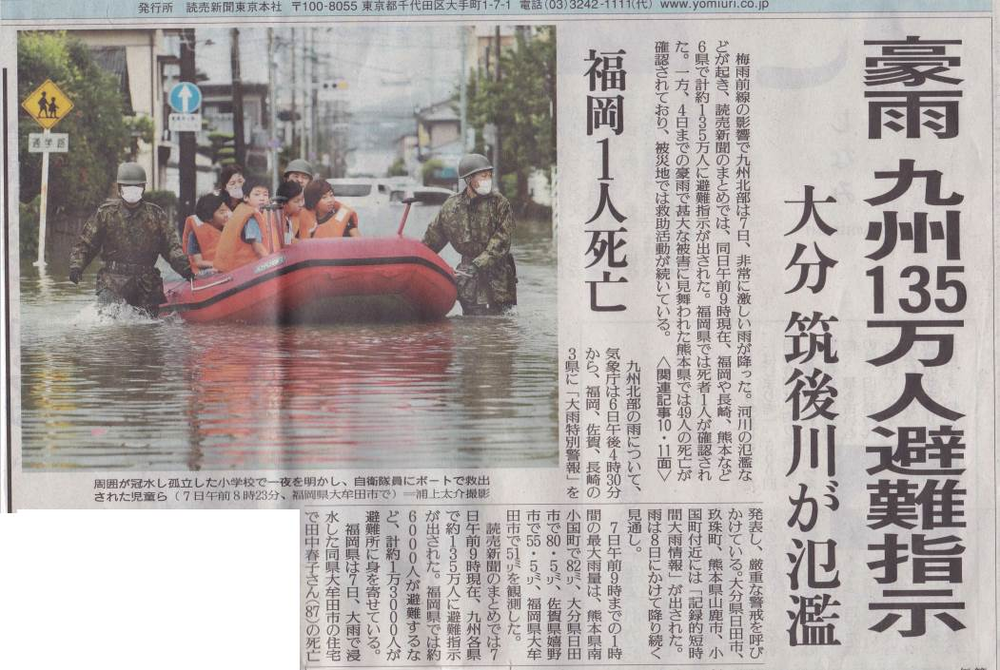 発行所 読売新聞東京本社 〒100-8055 東京都千代田区大手町1-7-1 電話(03)3242-1111(代) www.yomiuri.co.jp
豪雨 九州135万人避難指示
大分 筑後川が氾濫
福岡1人死亡
梅雨前線の影響で九州北部は7日、非常に激しい雨が降った。河川の氾濫な
どが起き、読売新聞のまとめでは、同日午前9時現在、福岡や長崎、熊本など
6県で計約135万人に避難指示が出された。福岡県では死者1人が確認され
た。一方、4日までの豪雨で甚大な被害に見舞われた熊本県では49人の死亡が
確認されており、被災地では救助活動が続いている。〈関連記事10・11面〉
九州北部の雨について、
気象庁は6日午後4時30分
から、福岡、佐賀、長崎の
3県に「大雨特別警報」を
発表し、厳重な警戒を呼び
かけている。大分県日田市、
玖珠町、熊本県山鹿市、小
国町付近には「記録的短時
間大雨情報」が出された。
雨は8日にかけて降り続く
見通し。
7日午前9時までの1時
間の最大雨量は、熊本県南
小国町で82㍉、大分県日田
市で80・5㍉、佐賀県嬉野
市で55・5㍉、福岡県大牟
田市で51㍉を観測した。
読売新聞のまとめでは7
日午前9時現在、九州各県
で約135万人に避難指示
が出された。福岡県では約
6000人が避難するな
ど、計約1万3000人が
避難所に身を寄せている。
福岡県では7日、大雨で浸
水した同県大牟田市の住宅
で田中春子さん(87)の死亡
周囲が冠水し孤立した小学校で一夜を明かし、自衛隊員にボートで救出
された児童ら(7日午前8時23分、福岡県大牟田市で)＝浦上太介撮影
通学路